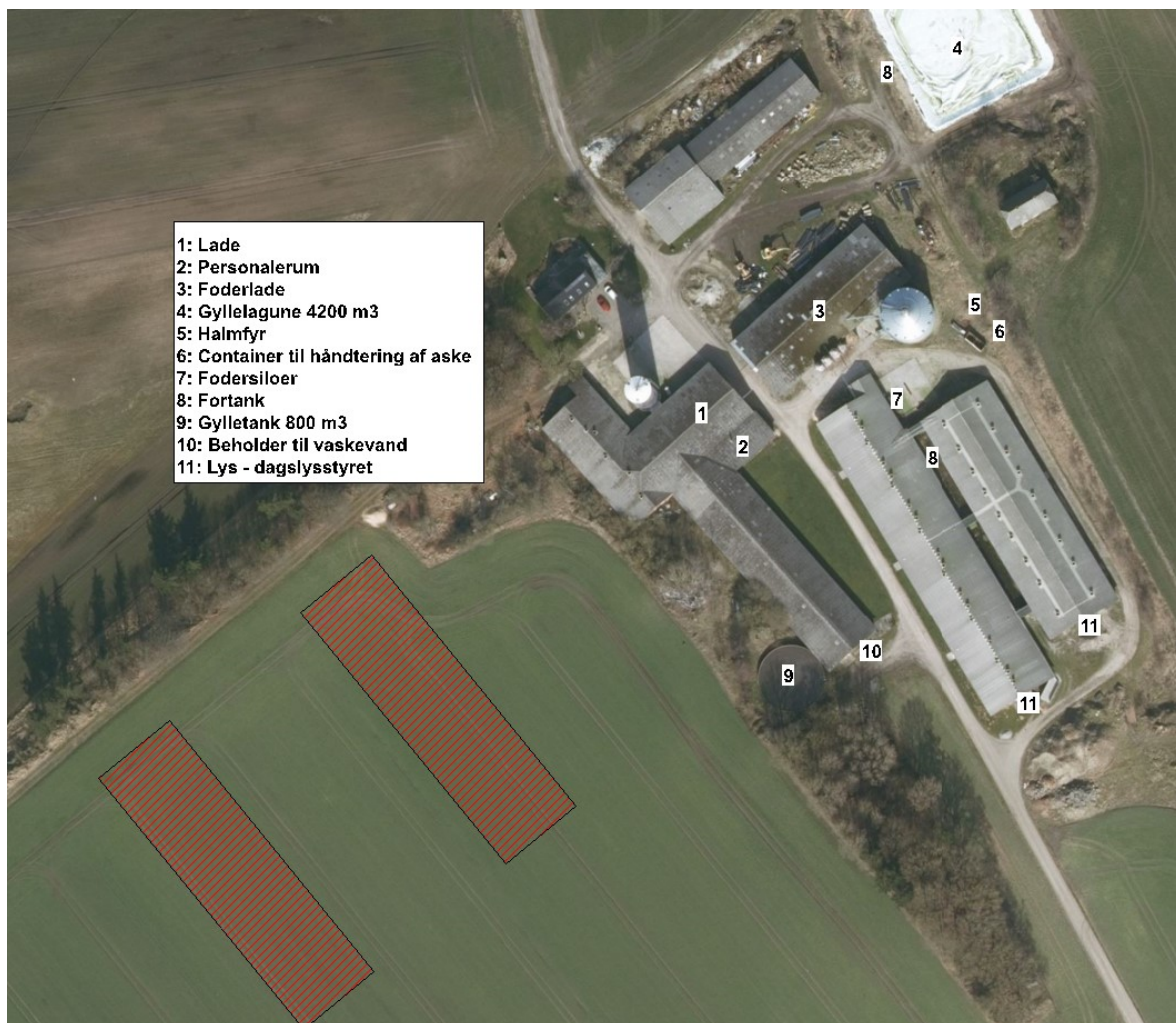 4
8
1: Lade
2: Personalerum
3: Foderlade
4: Gyllelagune 4200 m3
5: Halmfyr
6: Container til håndtering af aske
7: Fodersiloer
8: Fortank
9: Gylletank 800 m3
10: Beholder til vaskevand
11: Lys - dagslysstyret
5
3
6
7
1
2
8
11
10
9
11